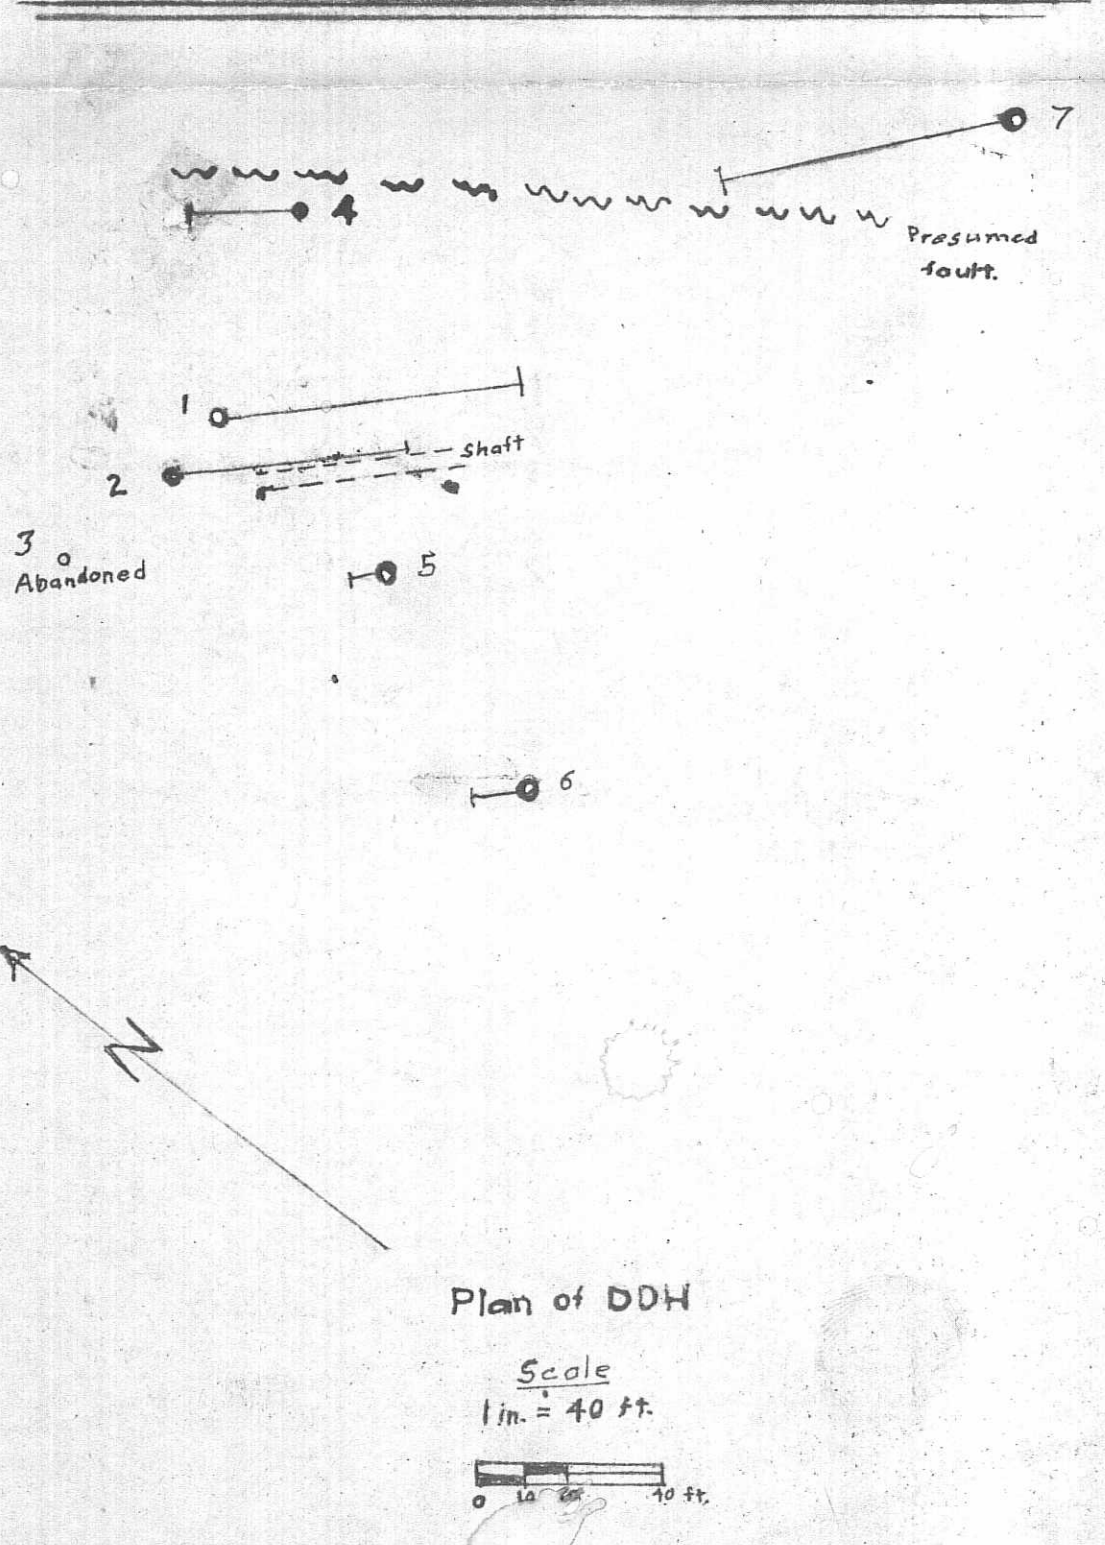 7
4
Presumed
fault.
1
2
Shaft
3
Abandoned
5
6
N
Plan of DDH
Scale
1 in. = 40 ft.
0 10 20 40 ft.